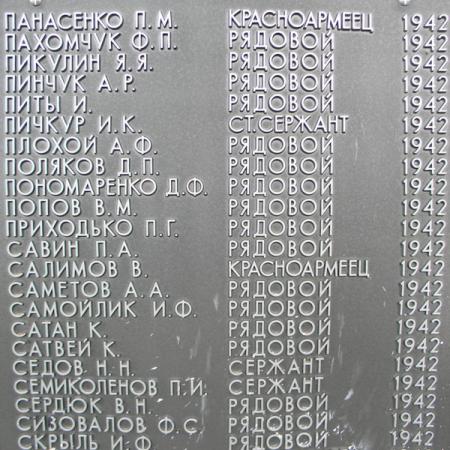 ПАНАСЕНКО П.М. КРАСНОАРМЕЕЦ 1942
ПАХОМЧУК Ф.П. РЯДОВОЙ 1942
ПИКУЛИН Я.Я. РЯДОВОЙ 1942
ПИНЧУК А.Р. РЯДОВОЙ 1942
ПИТЫ И. РЯДОВОЙ 1942
ПИЧКУР И.К. СТ.СЕРЖАНТ 1942
ПЛОХОЙ А.Ф. РЯДОВОЙ 1942
ПОЛЯКОВ Д.П. РЯДОВОЙ 1942
ПОНОМАРЕНКО Д.Ф. РЯДОВОЙ 1942
ПОПОВ В.М. РЯДОВОЙ 1942
ПРИХОДЬКО П.Г. РЯДОВОЙ 1942
САВИН П.А. РЯДОВОЙ 1942
САЛИМОВ В. КРАСНОАРМЕЕЦ 1942
САМЕТОВ А.А. РЯДОВОЙ 1942
САМОЙЛИК И.Ф. РЯДОВОЙ 1942
САТАН К. РЯДОВОЙ 1942
САТВЕЙ К. РЯДОВОЙ 1942
СЕДОВ Н.Н. СЕРЖАНТ 1942
СЕМИКОЛЕНОВ П.И. СЕРЖАНТ 1942
СЕРДЮК В.Н. РЯДОВОЙ 1942
СИЗОВАЛОВ Ф.С. РЯДОВОЙ 1942
СКРЫЛЬ И.Ф. РЯДОВОЙ 1942